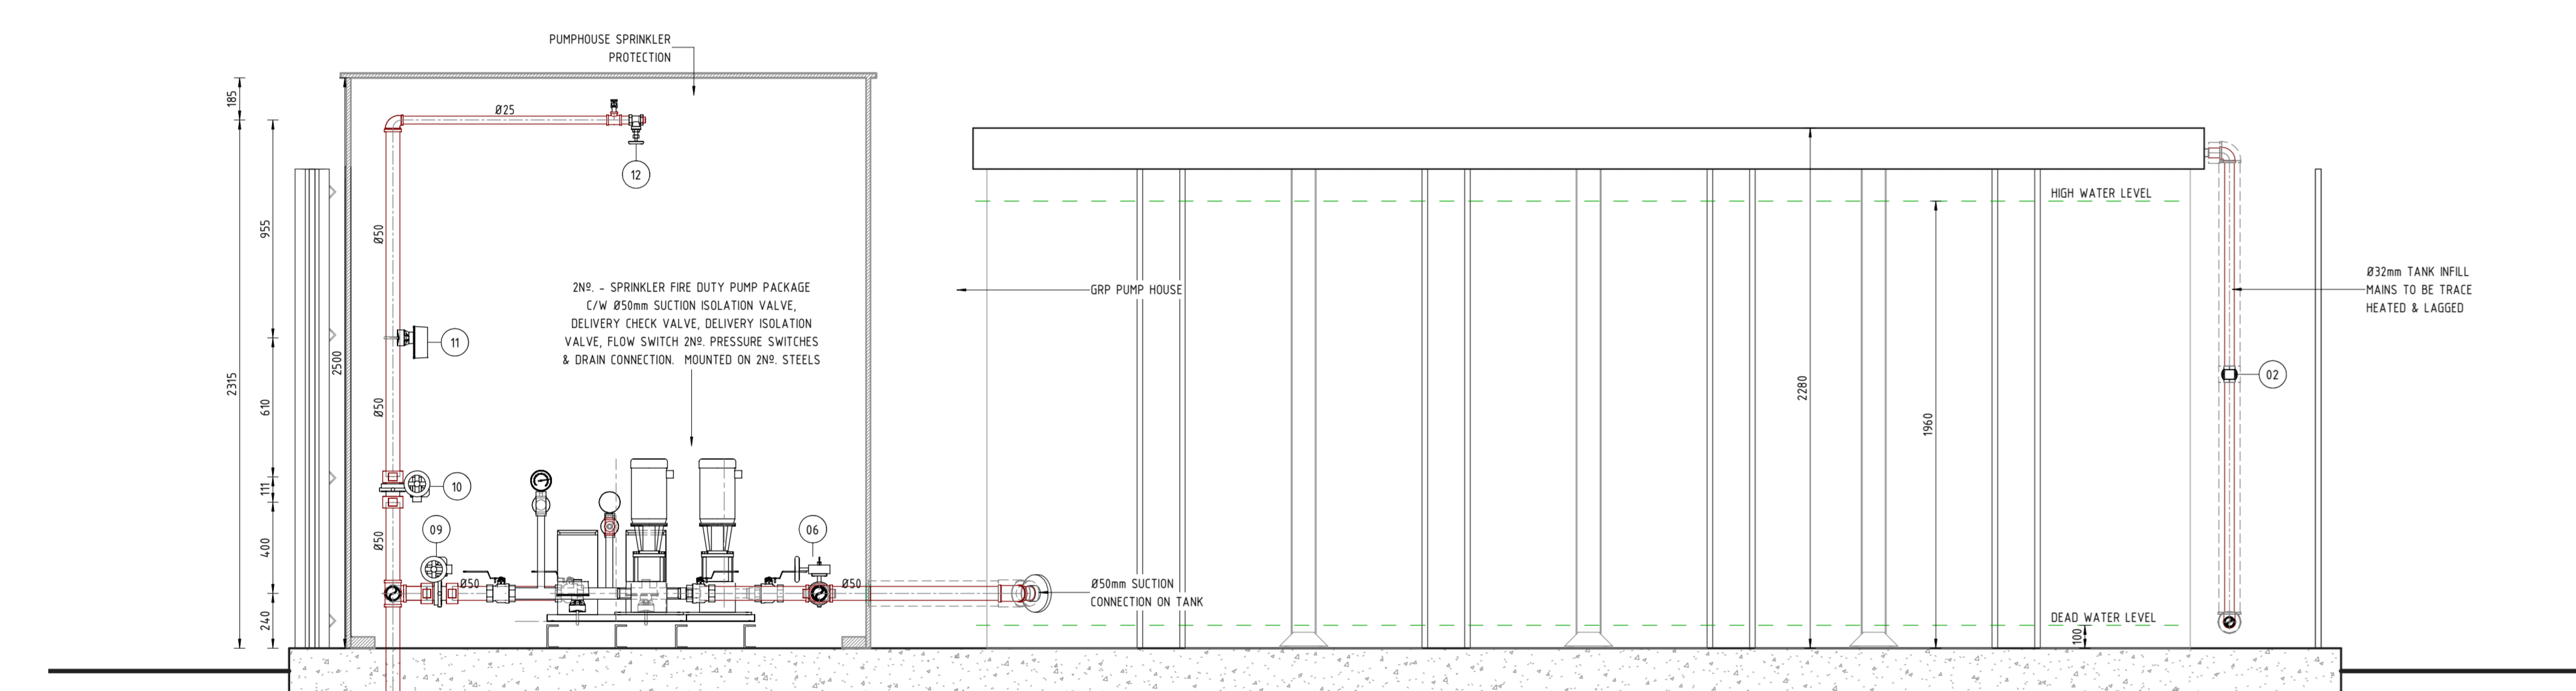 PUMPHOUSE SPRINKLER
PROTECTION
185
2315
955
610
111
400
240
2500
Ø25
12
Ø50
11
Ø50
10
Ø50
09
Ø50
2Nº. - SPRINKLER FIRE DUTY PUMP PACKAGE
C/W Ø50mm SUCTION ISOLATION VALVE,
DELIVERY CHECK VALVE, DELIVERY ISOLATION
VALVE, FLOW SWITCH 2Nº. PRESSURE SWITCHES
& DRAIN CONNECTION. MOUNTED ON 2Nº. STEELS
06
Ø50
GRP PUMP HOUSE
Ø50mm SUCTION
CONNECTION ON TANK
2280
1960
HIGH WATER LEVEL
DEAD WATER LEVEL
100
Ø32mm TANK INFILL
MAINS TO BE TRACE
HEATED & LAGGED
02